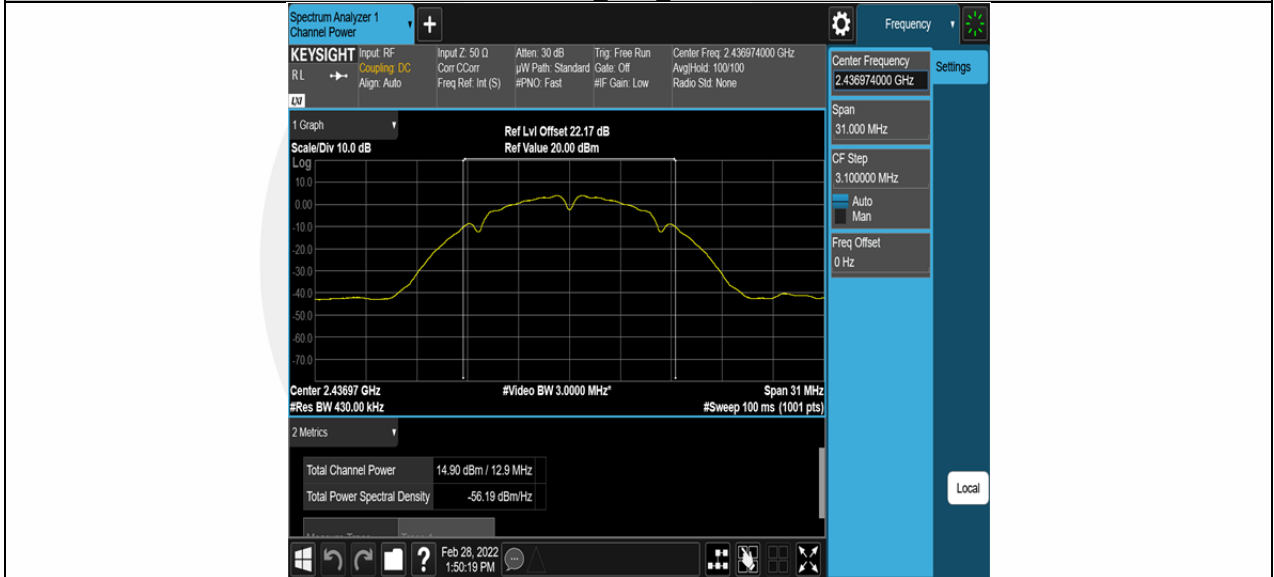 Spectrum Analyzer 1
Channel Power
+
Frequency
KEYSIGHT
RL
LXI
Input: RF
Coupling: DC
Align: Auto
Input Z: 50 Ω
Corr CCorr
Freq Ref: Int (S)
Atten: 30 dB
µW Path: Standard
#PNO: Fast
Trig: Free Run
Gate: Off
#IF Gain: Low
Center Freq: 2.436974000 GHz
Avg|Hold: 100/100
Radio Std: None
Center Frequency
2.436974000 GHz
Settings
Span
31.000 MHz
CF Step
3.100000 MHz
Auto
Man
Freq Offset
0 Hz
Local
1 Graph
Scale/Div 10.0 dB
Ref Lvl Offset 22.17 dB
Ref Value 20.00 dBm
Log
10.0
0.00
-10.0
-20.0
-30.0
-40.0
-50.0
-60.0
-70.0
Center 2.43697 GHz
#Res BW 430.00 kHz
#Video BW 3.0000 MHz*
Span 31 MHz
#Sweep 100 ms (1001 pts)
2 Metrics
Total Channel Power 14.90 dBm / 12.9 MHz
Total Power Spectral Density -56.19 dBm/Hz
?
Feb 28, 2022
1:50:19 PM